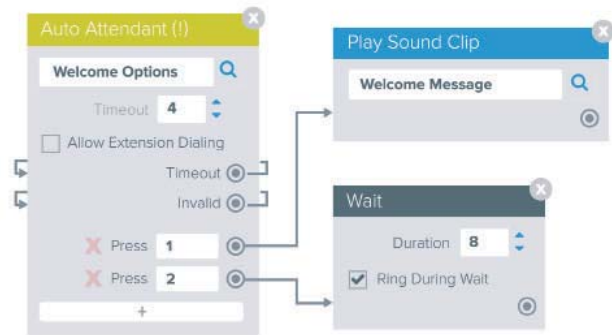 Auto Attendant (!)
Welcome Options
Timeout 4
Allow Extension Dialing
Timeout
Invalid
X Press 1
X Press 2
+
Play Sound Clip
Welcome Message
Wait
Duration 8
Ring During Wait